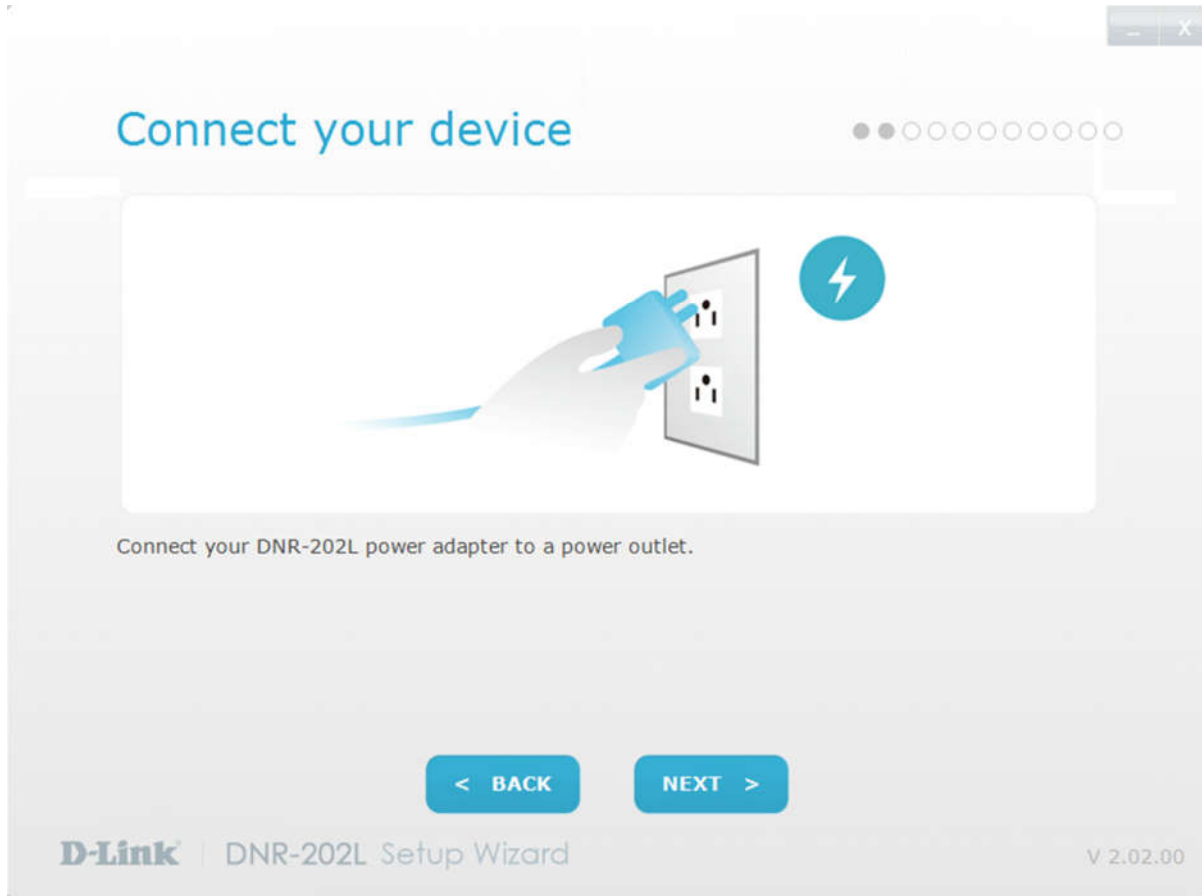 _ X
Connect your device
Connect your DNR-202L power adapter to a power outlet.
< BACK NEXT >
D-Link DNR-202L Setup Wizard V 2.02.00